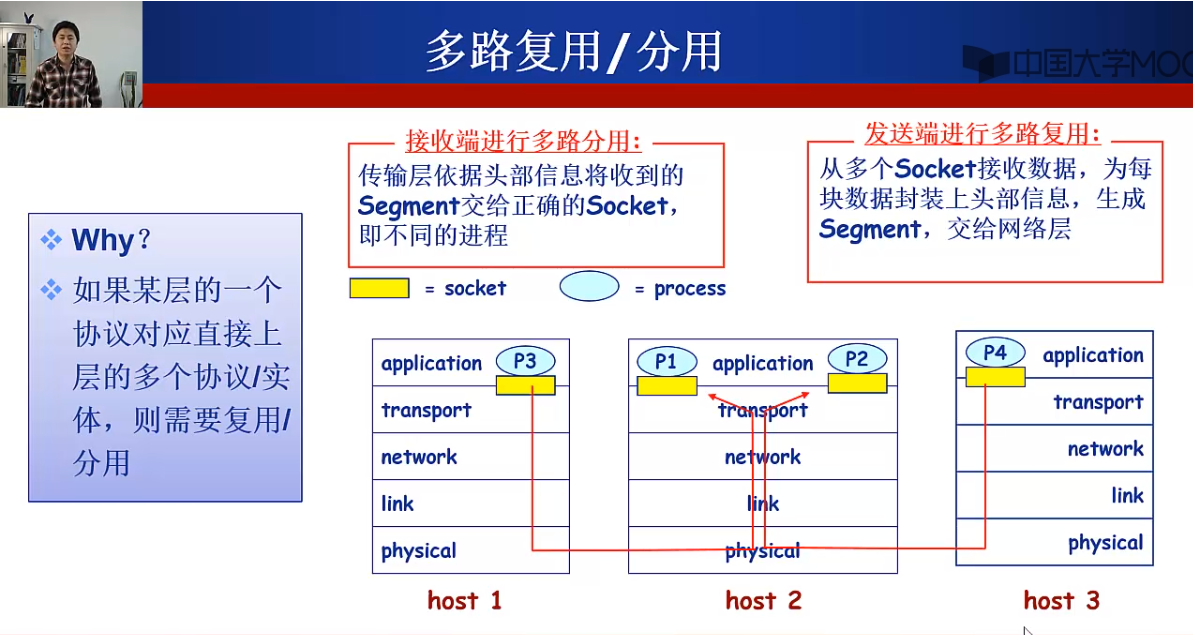 多路复用/分用
中国大学MOO
接收端进行多路分用:
传输层依据头部信息将收到的
Segment交给正确的Socket,
即不同的进程
发送端进行多路复用:
从多个Socket接收数据，为每
块数据封装上头部信息，生成
Segment，交给网络层
Why?
如果某层的一个
协议对应直接上
层的多个协议/实
体，则需要复用/
分用
= socket
= process
P3
application
transport
network
link
physical
host 1
P1
application
P2
transport
network
link
physical
host 2
P4
application
transport
network
link
physical
host 3